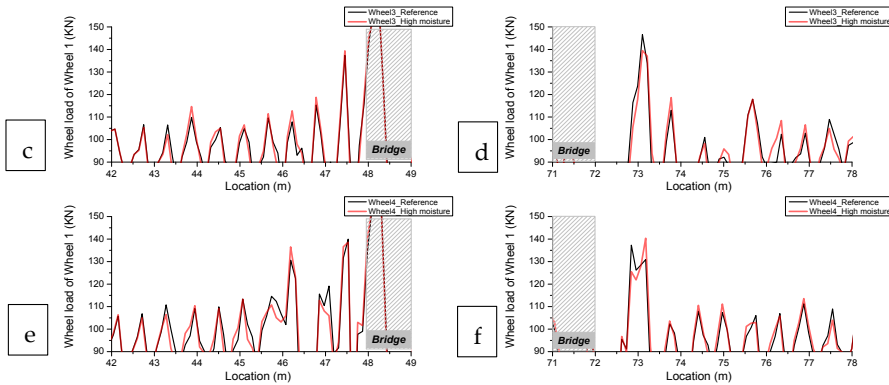 Wheel3_Reference
Wheel3_High moisture
Wheel load of Wheel 1 (KN)
150
140
130
120
110
100
90
Bridge
42 43 44 45 46 47 48 49
Location (m)
c
Wheel3_Reference
Wheel3_High moisture
Wheel load of Wheel 1 (KN)
150
140
130
120
110
100
90
Bridge
71 72 73 74 75 76 77 78
Location (m)
d
Wheel4_Reference
Wheel4_High moisture
Wheel load of Wheel 1 (KN)
150
140
130
120
110
100
90
Bridge
42 43 44 45 46 47 48 49
Location (m)
e
Wheel4_Reference
Wheel4_High moisture
Wheel load of Wheel 1 (KN)
150
140
130
120
110
100
90
Bridge
71 72 73 74 75 76 77 78
Location (m)
f